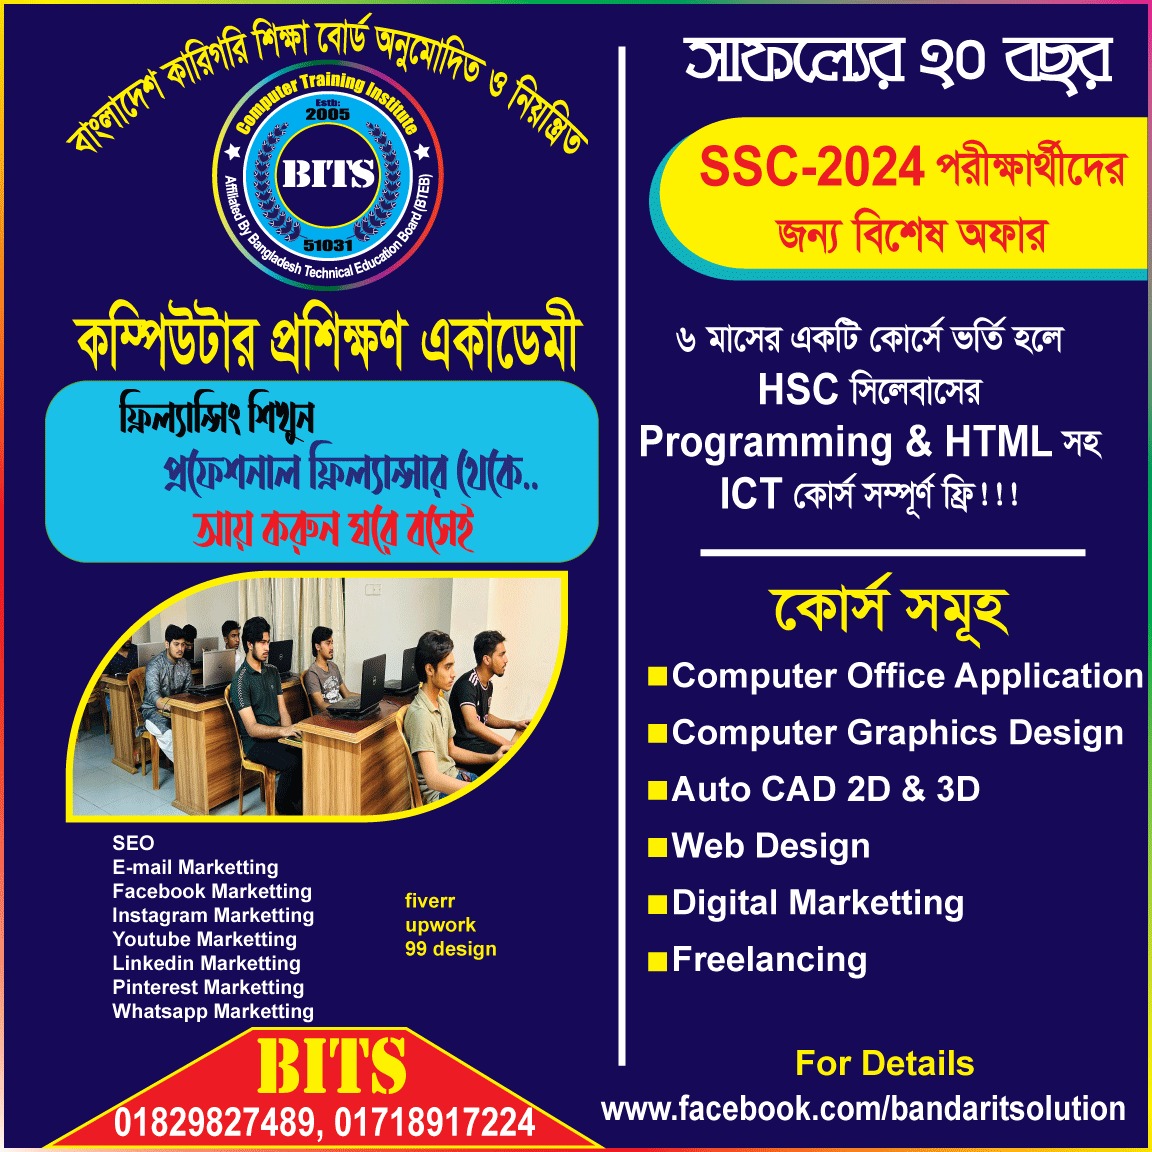 বাংলাদেশ কারিগরি শিক্ষা বোর্ড অনুমোদিত ও নিয়ন্ত্রিত
Computer Training Institute
Estb:
2005
BITS
51031
Affiliated By Bangladesh Technical Education Board (BTEB)
কম্পিউটার প্রশিক্ষণ একাডেমী
ফ্রিল্যান্সিং শিখুন
প্রফেশনাল ফ্রিল্যান্সার থেকে..
আয় করুন ঘরে বসেই
SEO
E-mail Marketting
Facebook Marketting
Instagram Marketting
Youtube Marketting
Linkedin Marketting
Pinterest Marketting
Whatsapp Marketting
fiverr
upwork
99 design
BITS
01829827489, 01718917224
সাফল্যের ২০ বছর
SSC-2024 পরীক্ষার্থীদের
জন্য বিশেষ অফার
৬ মাসের একটি কোর্সে ভর্তি হলে
HSC সিলেবাসের
Programming & HTML সহ
ICT কোর্স সম্পূর্ণ ফ্রি!!!
কোর্স সমূহ
Computer Office Application
Computer Graphics Design
Auto CAD 2D & 3D
Web Design
Digital Marketting
Freelancing
For Details
www.facebook.com/bandaritsolution